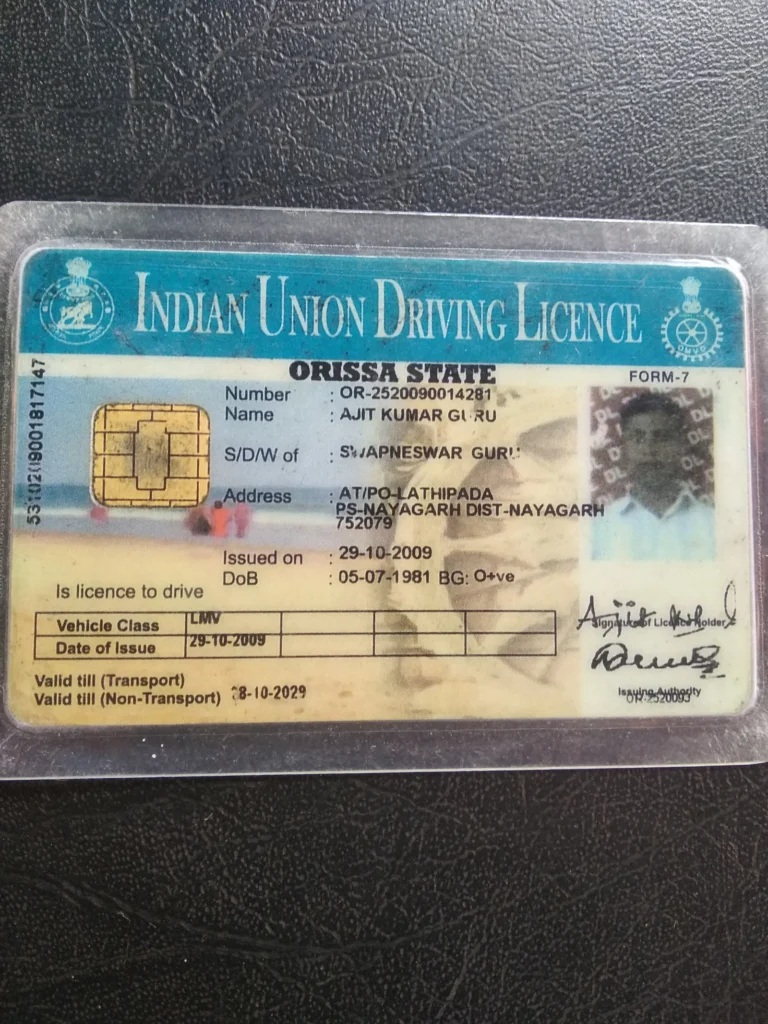 INDIAN UNION DRIVING LICENCE
ORISSA STATE
FORM-7
Number : OR-2520090014281
Name : AJIT KUMAR GURU
S/D/W of : SWAPNESWAR GURU
Address : AT/PO-LATHIPADA
PS-NAYAGARH DIST-NAYAGARH
752079
Issued on : 29-10-2009
DoB : 05-07-1981 BG: O+ve
Is licence to drive
Vehicle Class LMV
Date of Issue 29-10-2009
Valid till (Transport)
Valid till (Non-Transport) 28-10-2029
Signature of Licence Holder
Issuing Authority
OR-2520093